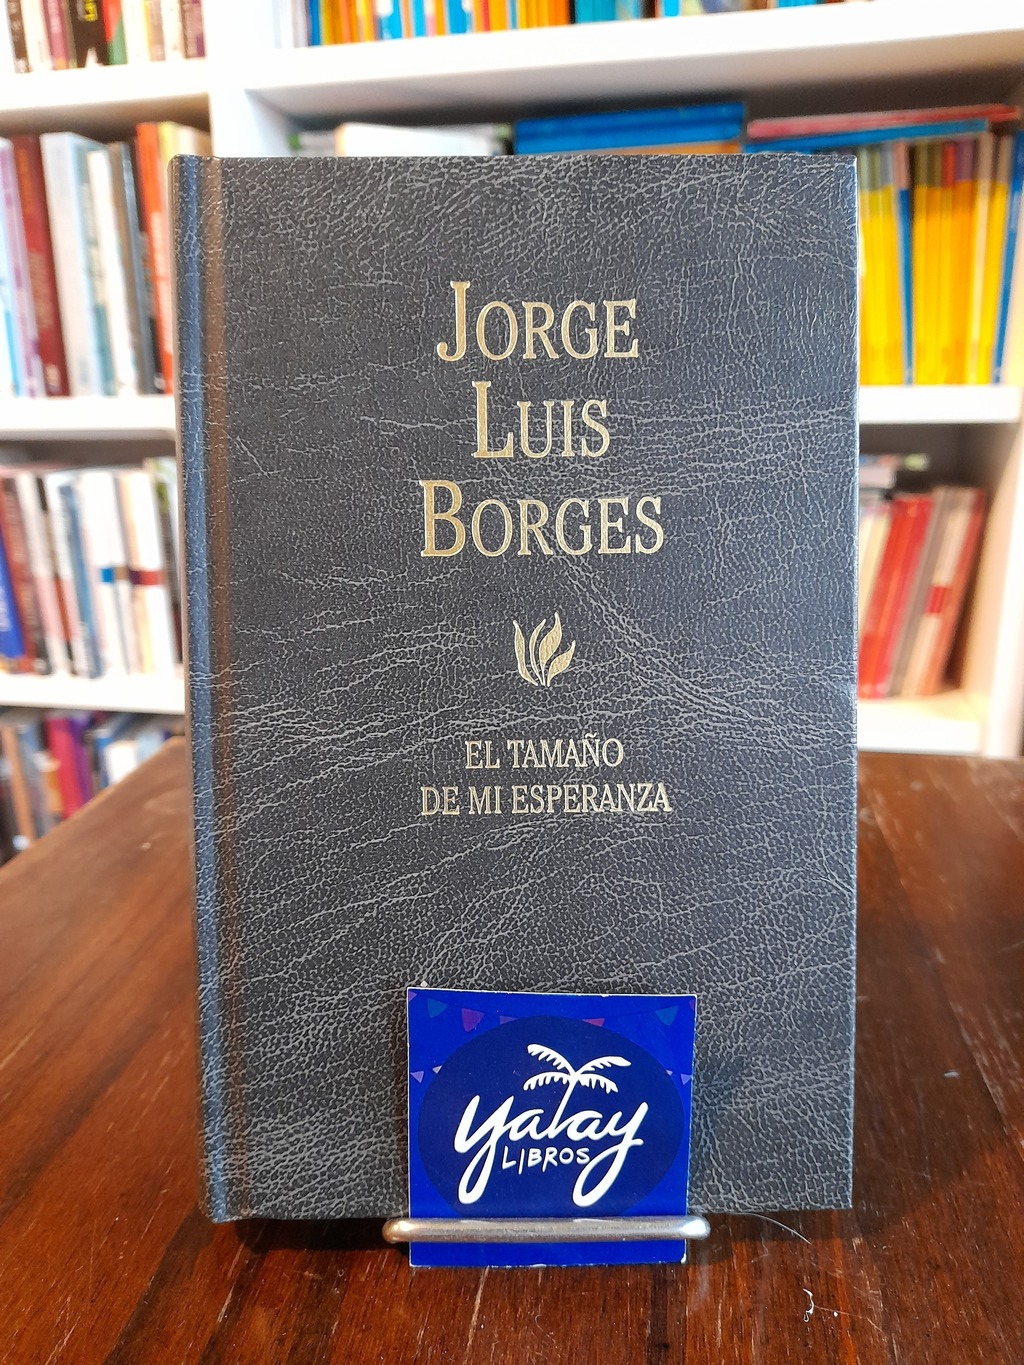 JORGE
LUIS
BORGES
EL TAMAÑO
DE MI ESPERANZA
yatay
LIBROS